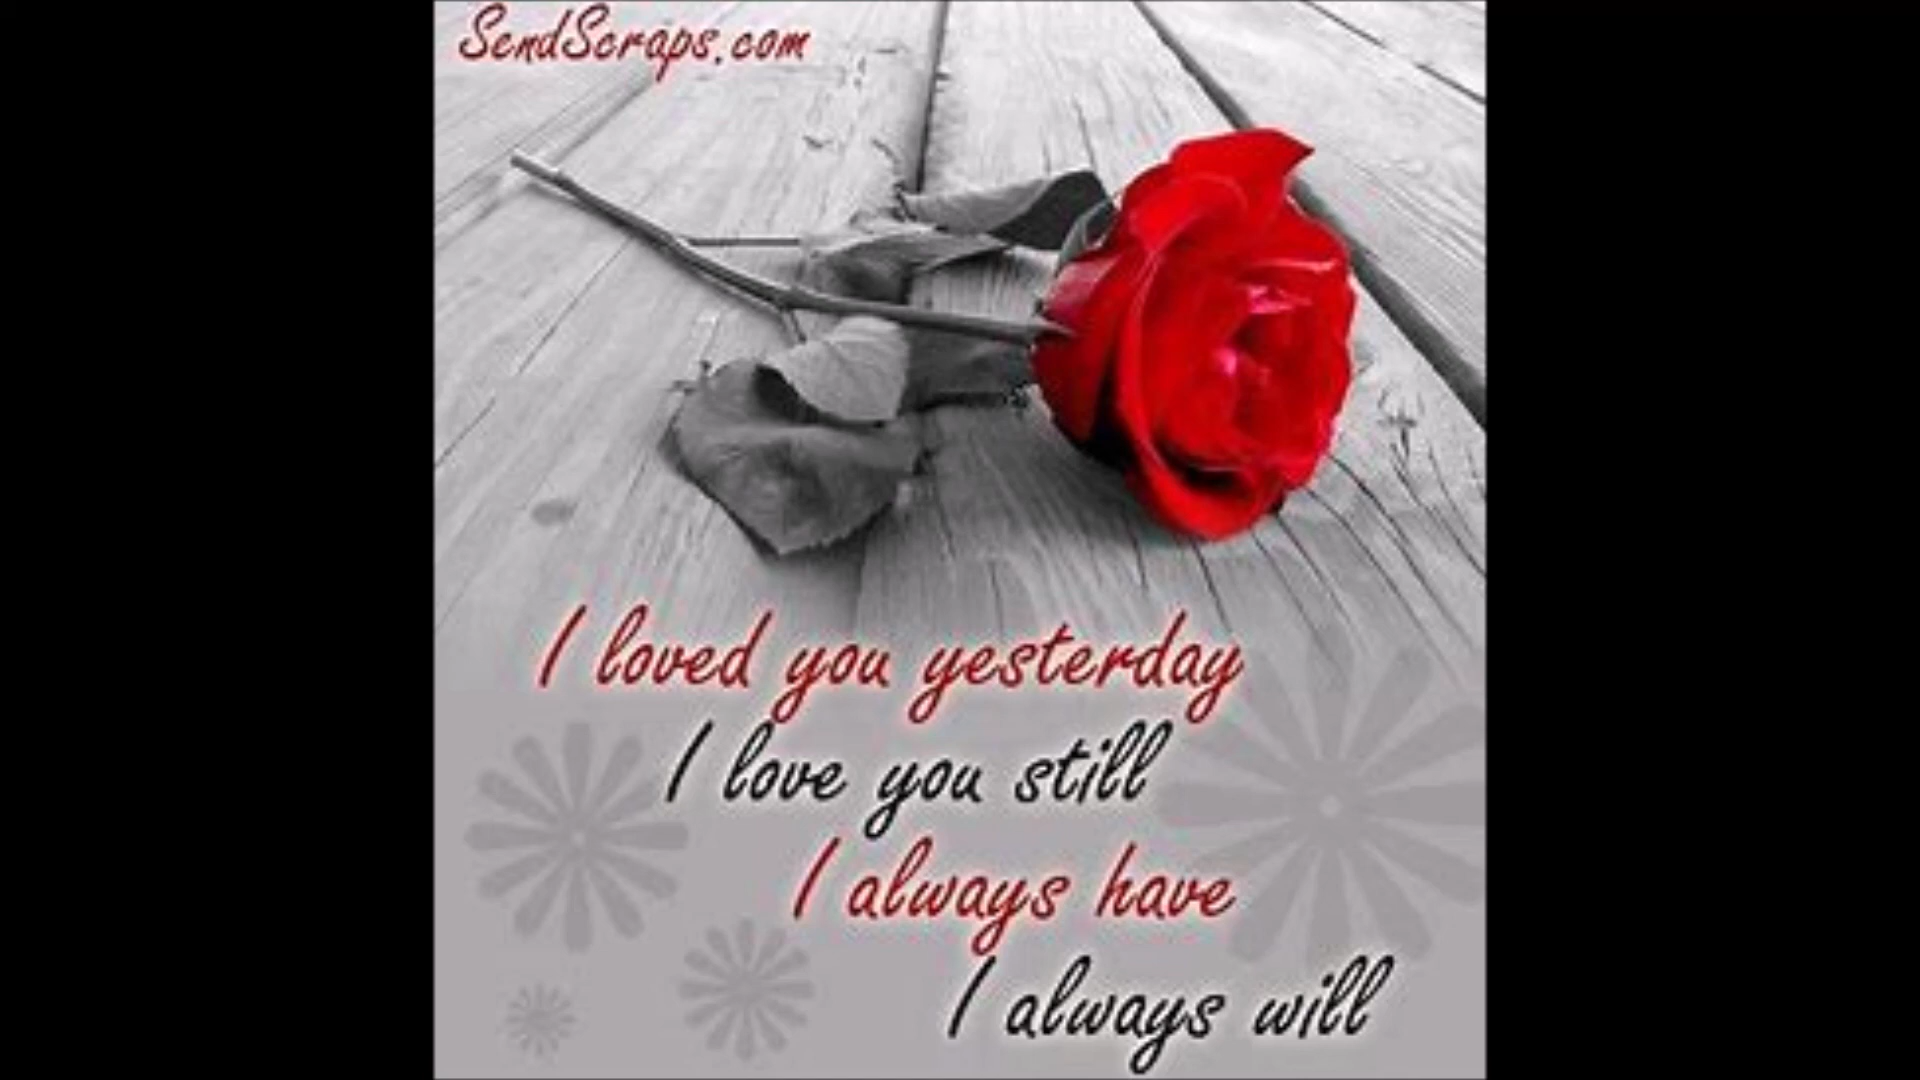 SendScraps.com
I loved you yesterday
I love you still
I always have
I always will